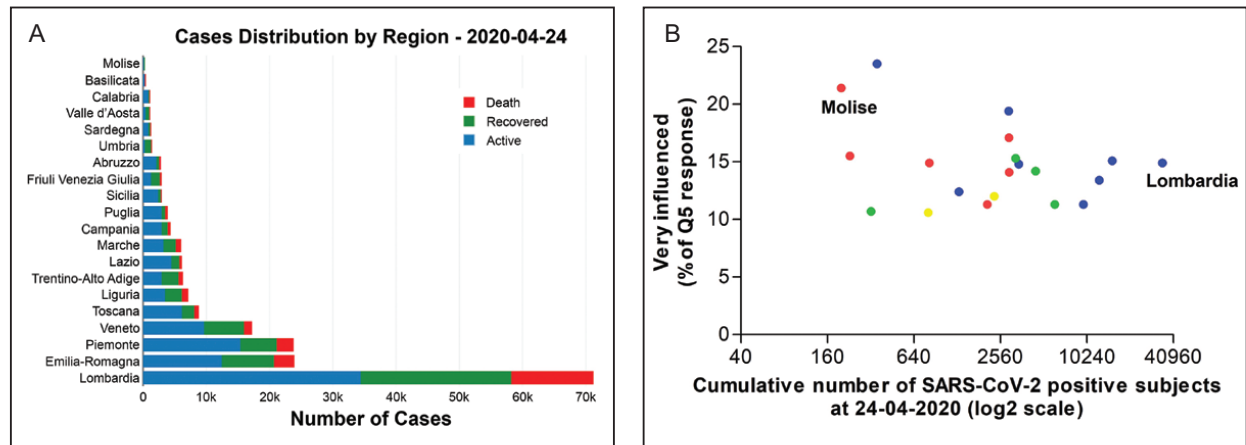 A
Cases Distribution by Region - 2020-04-24
Molise
Basilicata
Calabria
Valle d'Aosta
Sardegna
Umbria
Abruzzo
Friuli Venezia Giulia
Sicilia
Puglia
Campania
Marche
Lazio
Trentino-Alto Adige
Liguria
Toscana
Veneto
Piemonte
Emilia-Romagna
Lombardia
Death
Recovered
Active
0 10k 20k 30k 40k 50k 60k 70k
Number of Cases
B
Very influenced
(% of Q5 response)
25
20
15
10
5
0
Molise
Lombardia
40 160 640 2560 10240 40960
Cumulative number of SARS-CoV-2 positive subjects
at 24-04-2020 (log2 scale)